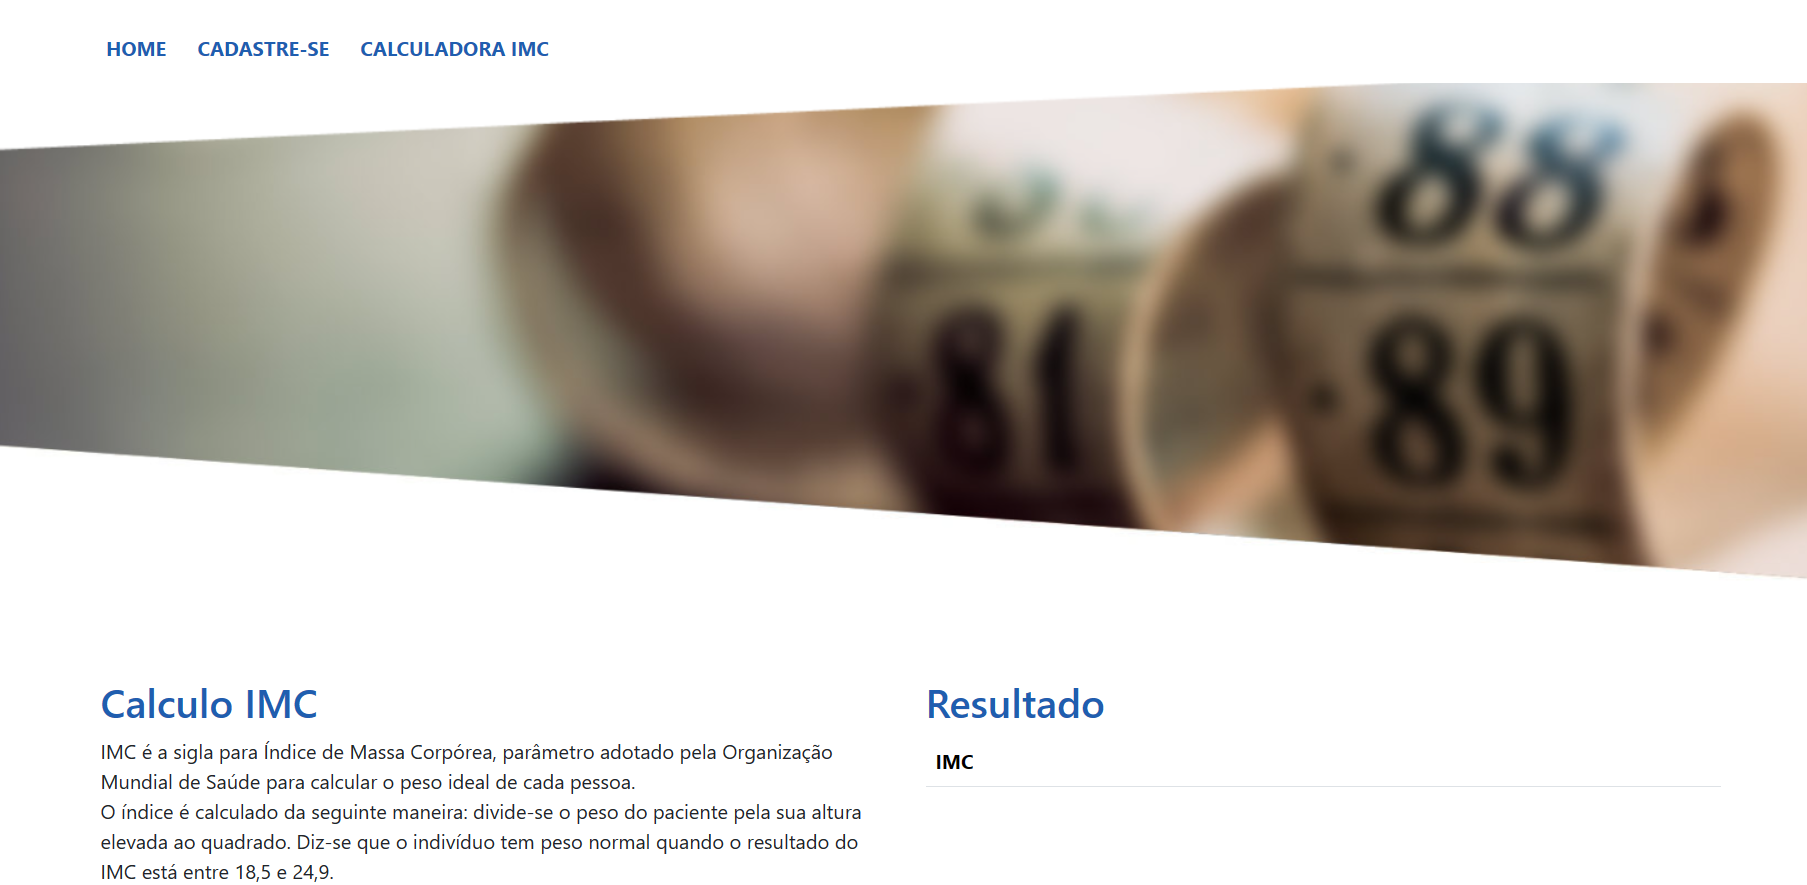 HOME CADASTRE-SE CALCULADORA IMC
88
81
89
Calculo IMC
IMC é a sigla para Índice de Massa Corpórea, parâmetro adotado pela Organização
Mundial de Saúde para calcular o peso ideal de cada pessoa.
O índice é calculado da seguinte maneira: divide-se o peso do paciente pela sua altura
elevada ao quadrado. Diz-se que o indivíduo tem peso normal quando o resultado do
IMC está entre 18,5 e 24,9.
Resultado
IMC